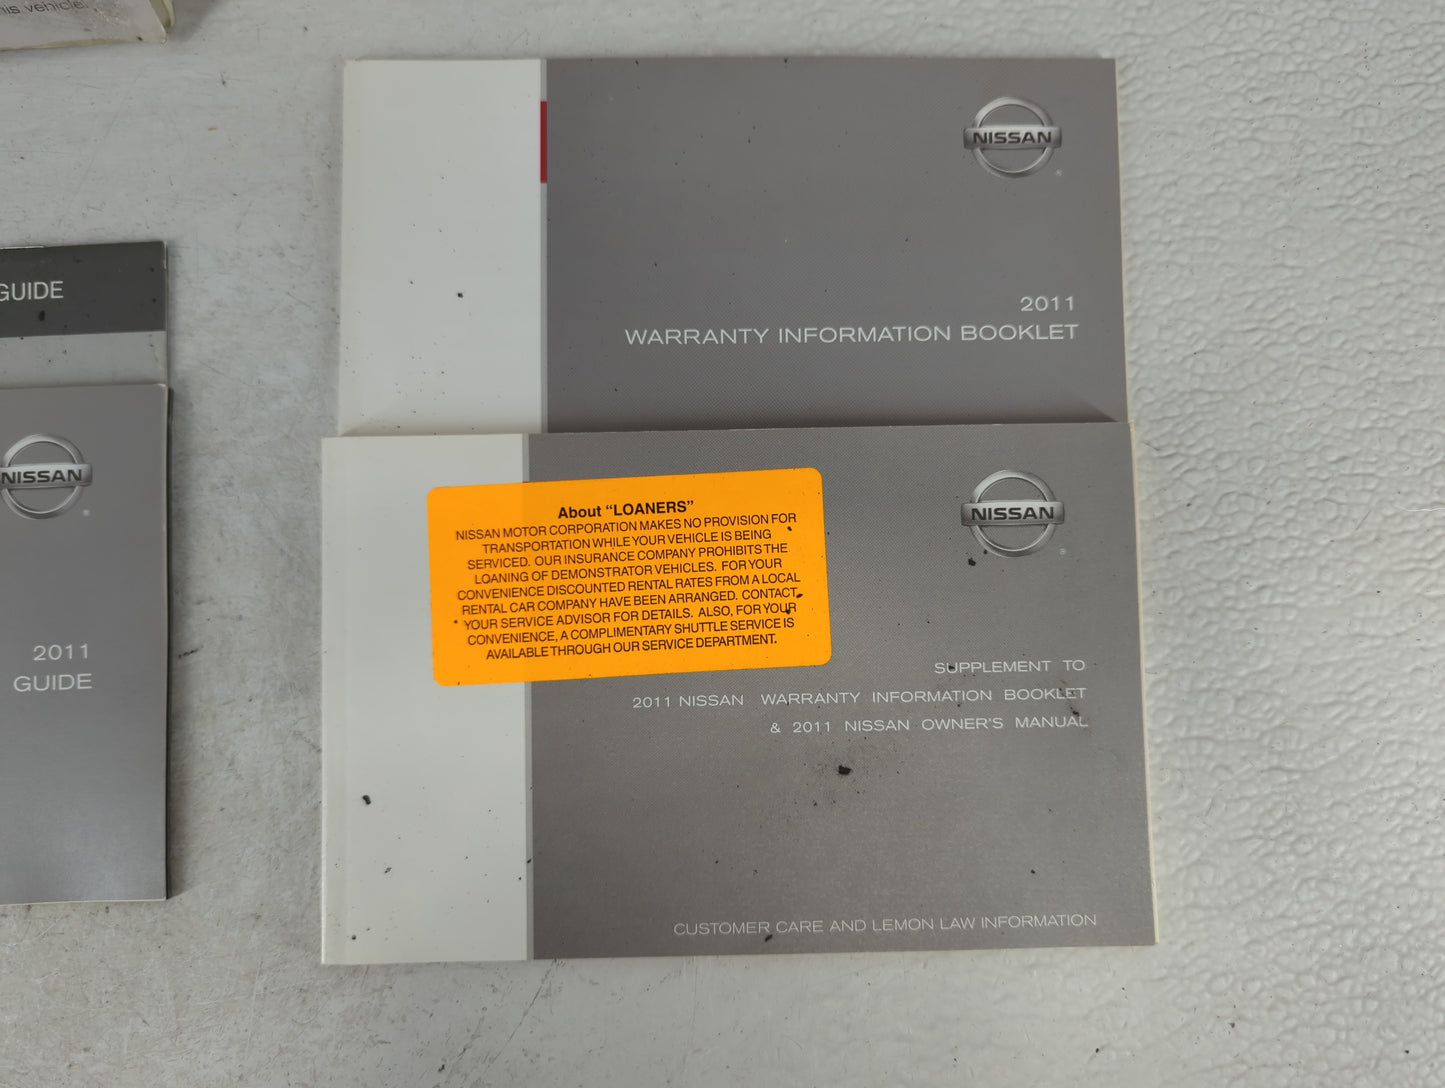 his vehicle.
GUIDE
NISSAN
2011
GUIDE
NISSAN
2011
WARRANTY INFORMATION BOOKLET
About “LOANERS”
NISSAN MOTOR CORPORATION MAKES NO PROVISION FOR
TRANSPORTATION WHILE YOUR VEHICLE IS BEING
SERVICED. OUR INSURANCE COMPANY PROHIBITS THE
LOANING OF DEMONSTRATOR VEHICLES. FOR YOUR
CONVENIENCE DISCOUNTED RENTAL RATES FROM A LOCAL
RENTAL CAR COMPANY HAVE BEEN ARRANGED. CONTACT
YOUR SERVICE ADVISOR FOR DETAILS. ALSO, FOR YOUR
CONVENIENCE, A COMPLIMENTARY SHUTTLE SERVICE IS
AVAILABLE THROUGH OUR SERVICE DEPARTMENT.
NISSAN
SUPPLEMENT TO
2011 NISSAN WARRANTY INFORMATION BOOKLET
& 2011 NISSAN OWNER'S MANUAL
CUSTOMER CARE AND LEMON LAW INFORMATION